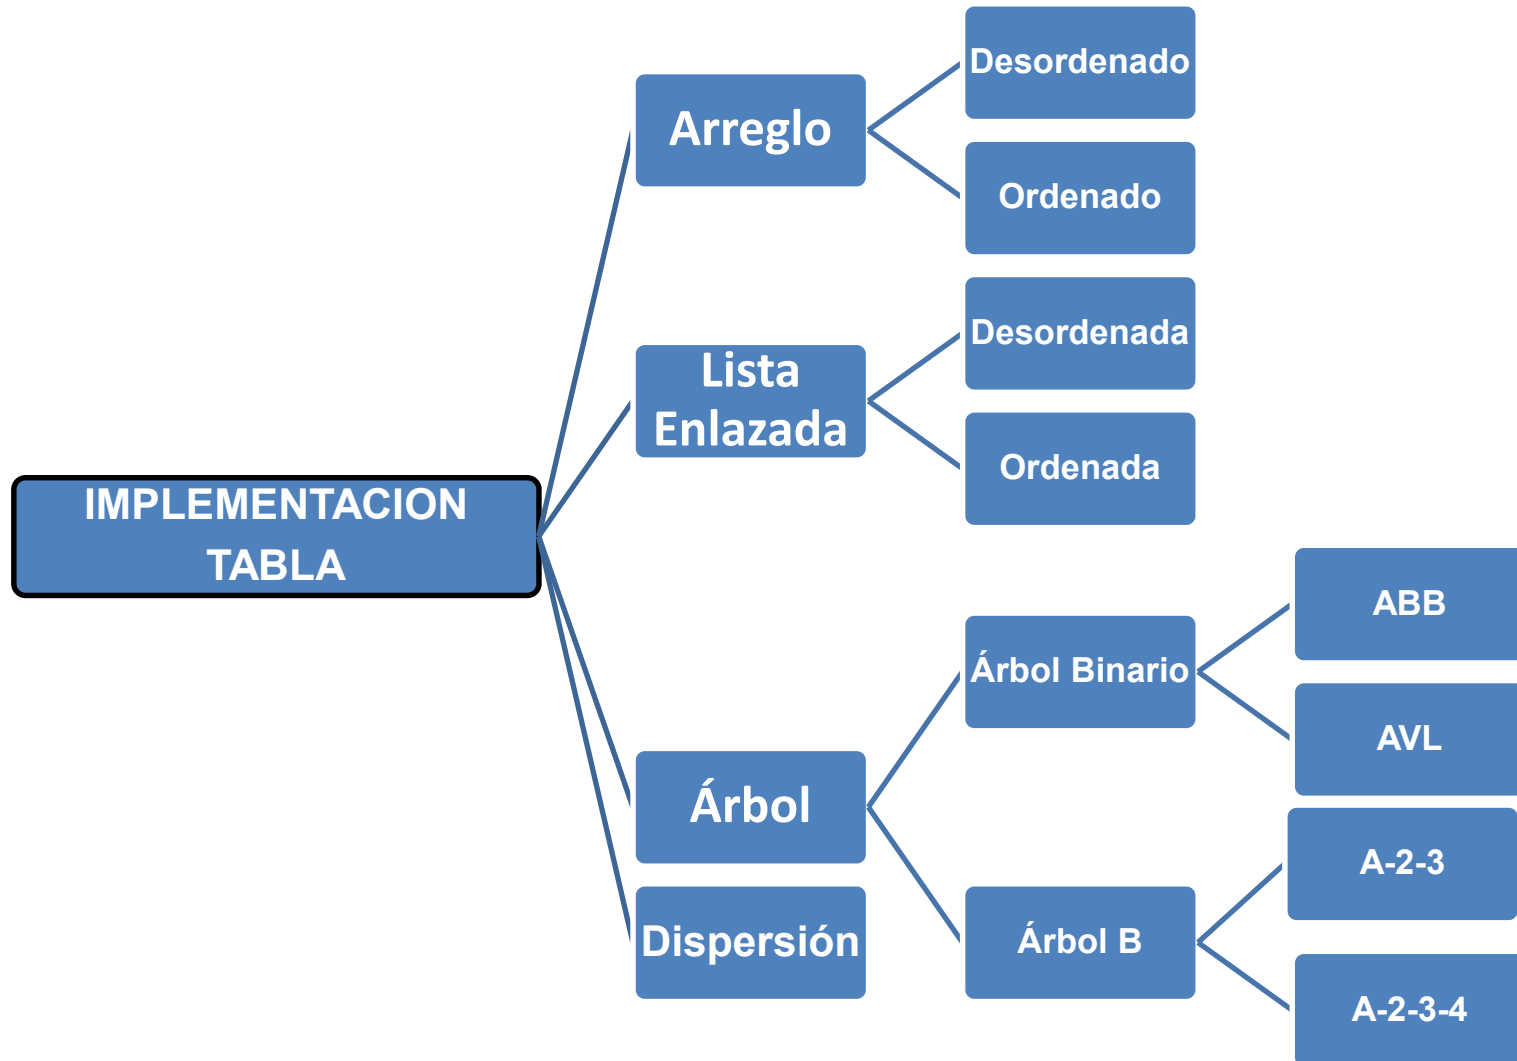 IMPLEMENTACION
TABLA
Arreglo
Desordenado
Ordenado
Lista
Enlazada
Desordenada
Ordenada
Árbol
Árbol Binario
ABB
AVL
Árbol B
A-2-3
A-2-3-4
Dispersión